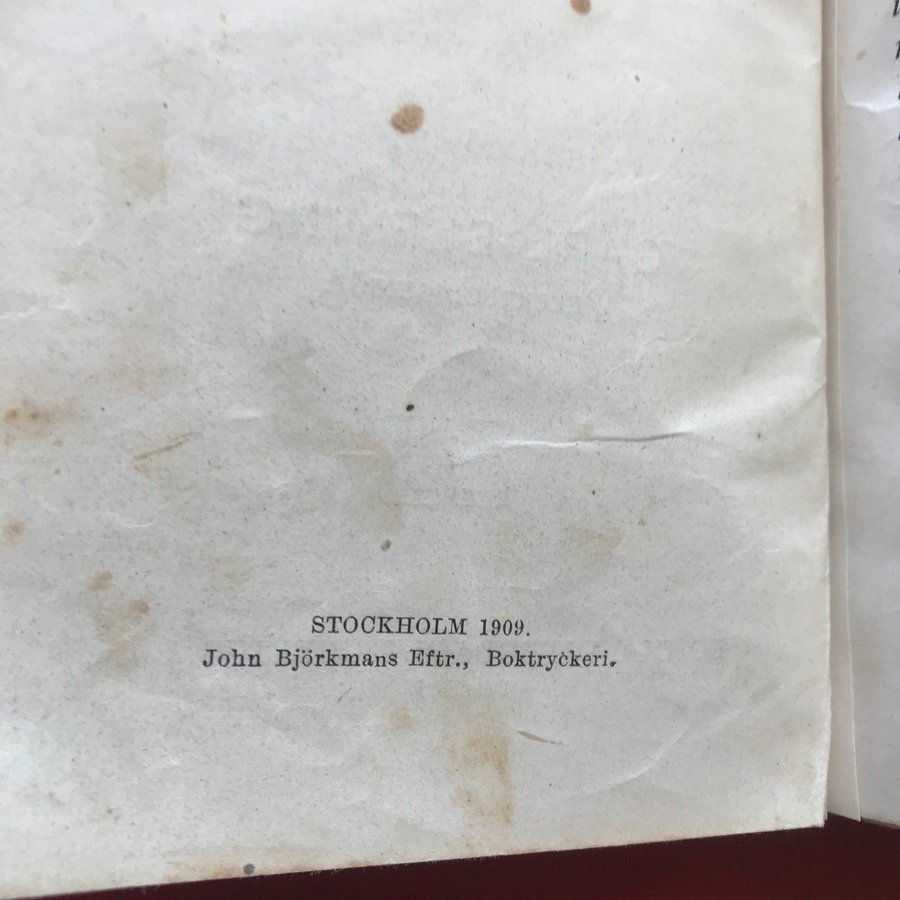 STOCKHOLM 1909.
John Björkmans Eftr., Boktryckeri.